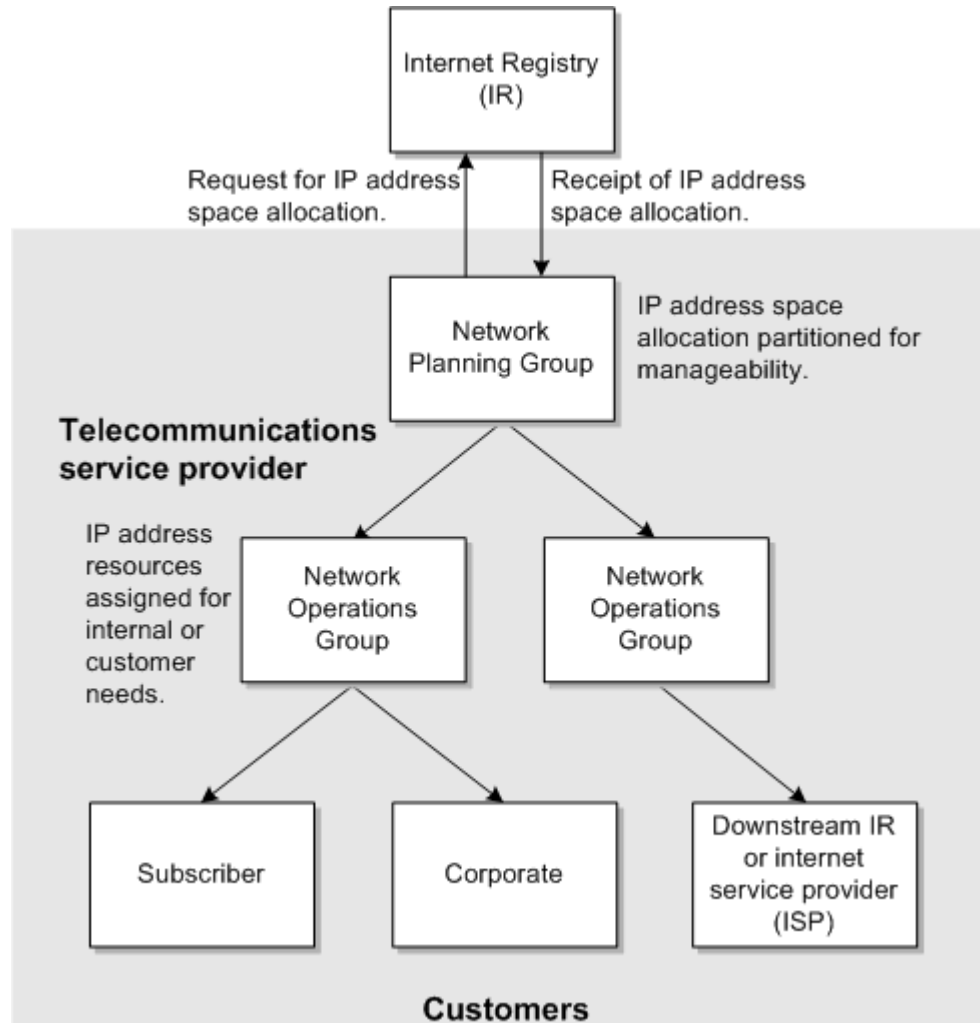 Internet Registry
(IR)
Request for IP address
space allocation.
Receipt of IP address
space allocation.
Network
Planning Group
IP address space
allocation partitioned for
manageability.
Telecommunications
service provider
IP address
resources
assigned for
internal or
customer
needs.
Network
Operations
Group
Network
Operations
Group
Subscriber
Corporate
Downstream IR
or internet
service provider
(ISP)
Customers